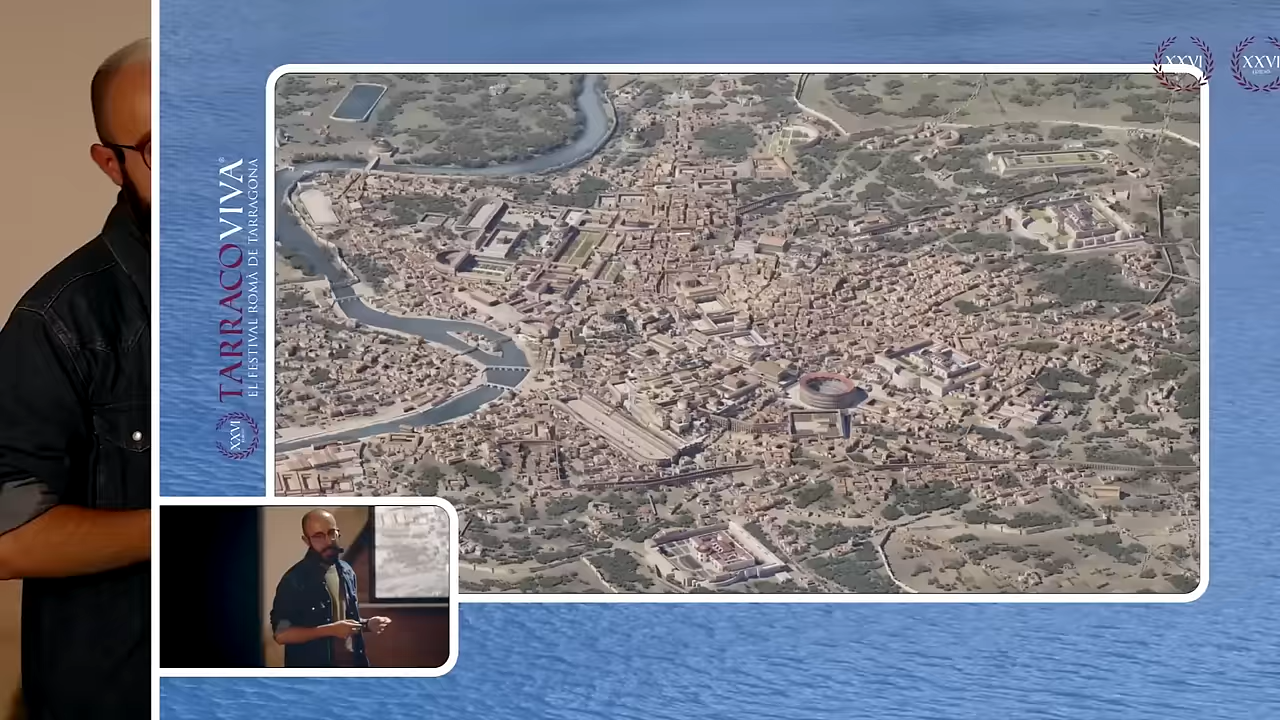 TARRACOVIVA
EL FESTIVAL ROMÀ DE TARRAGONA
XXVI
XXVI
XXVI